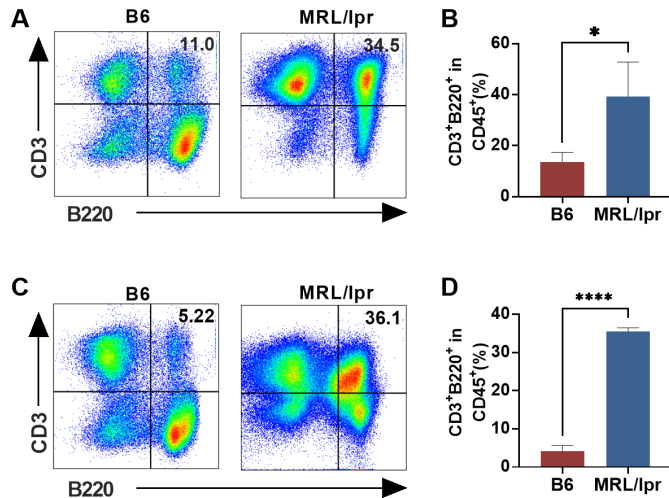 A
B6
MRL/lpr
11.0
34.5
CD3
B220
B
CD3⁺B220⁺ in
CD45⁺(%)
60
40
20
0
*
B6
MRL/lpr
C
B6
MRL/lpr
5.22
36.1
CD3
B220
D
CD3⁺B220⁺ in
CD45⁺(%)
40
30
20
10
0
****
B6
MRL/lpr